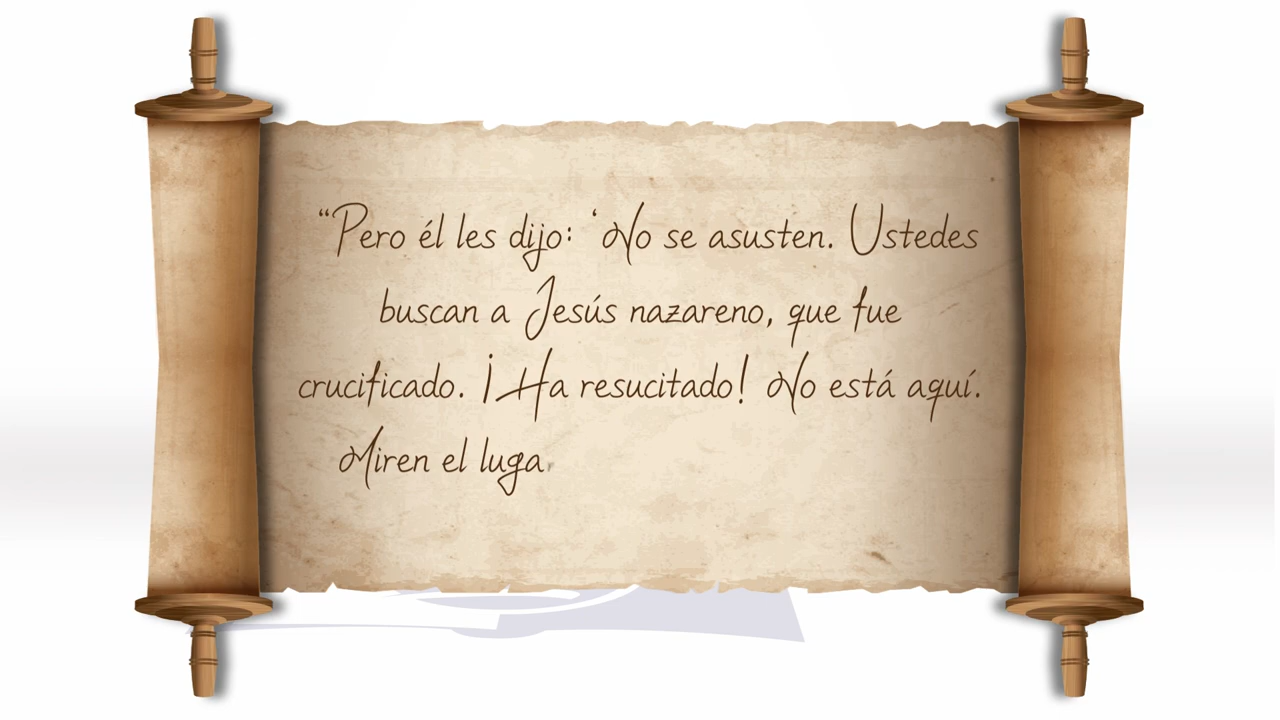 “Pero él les dijo: ‘No se asusten. Ustedes
buscan a Jesús nazareno, que fue
crucificado. ¡Ha resucitado! No está aquí.
Miren el luga